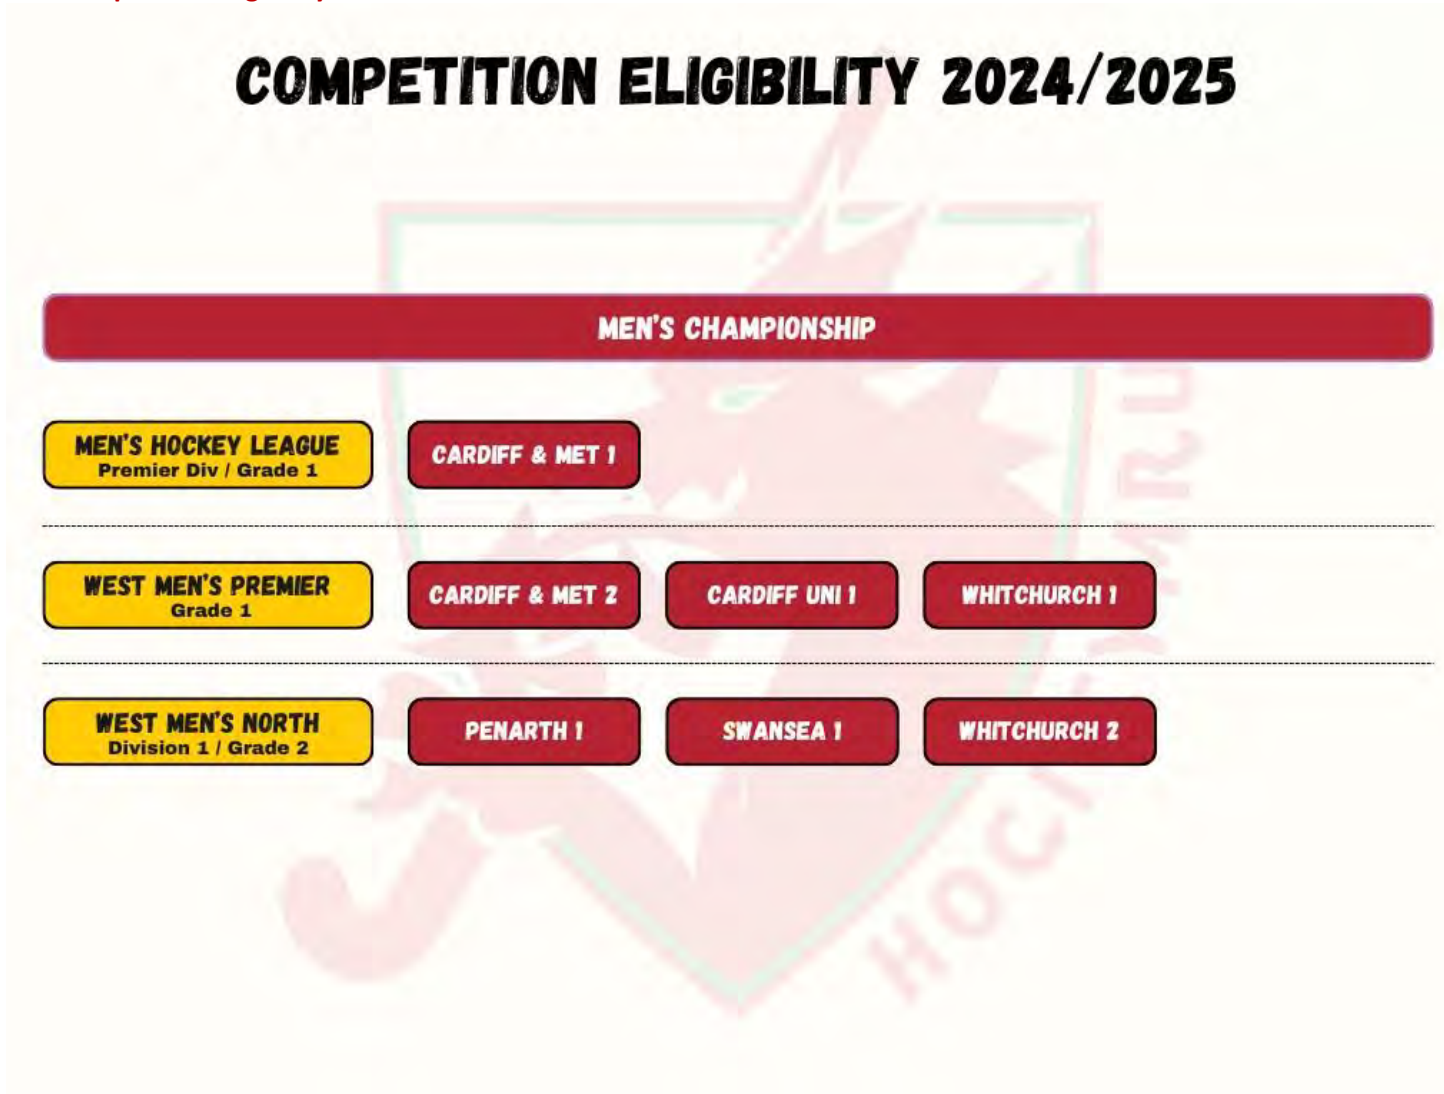 COMPETITION ELIGIBILITY 2024/2025
MEN'S CHAMPIONSHIP
MEN'S HOCKEY LEAGUE
Premier Div / Grade 1
CARDIFF & MET 1
WEST MEN'S PREMIER
Grade 1
CARDIFF & MET 2
CARDIFF UNI 1
WHITCHURCH 1
WEST MEN'S NORTH
Division 1 / Grade 2
PENARTH 1
SWANSEA 1
WHITCHURCH 2